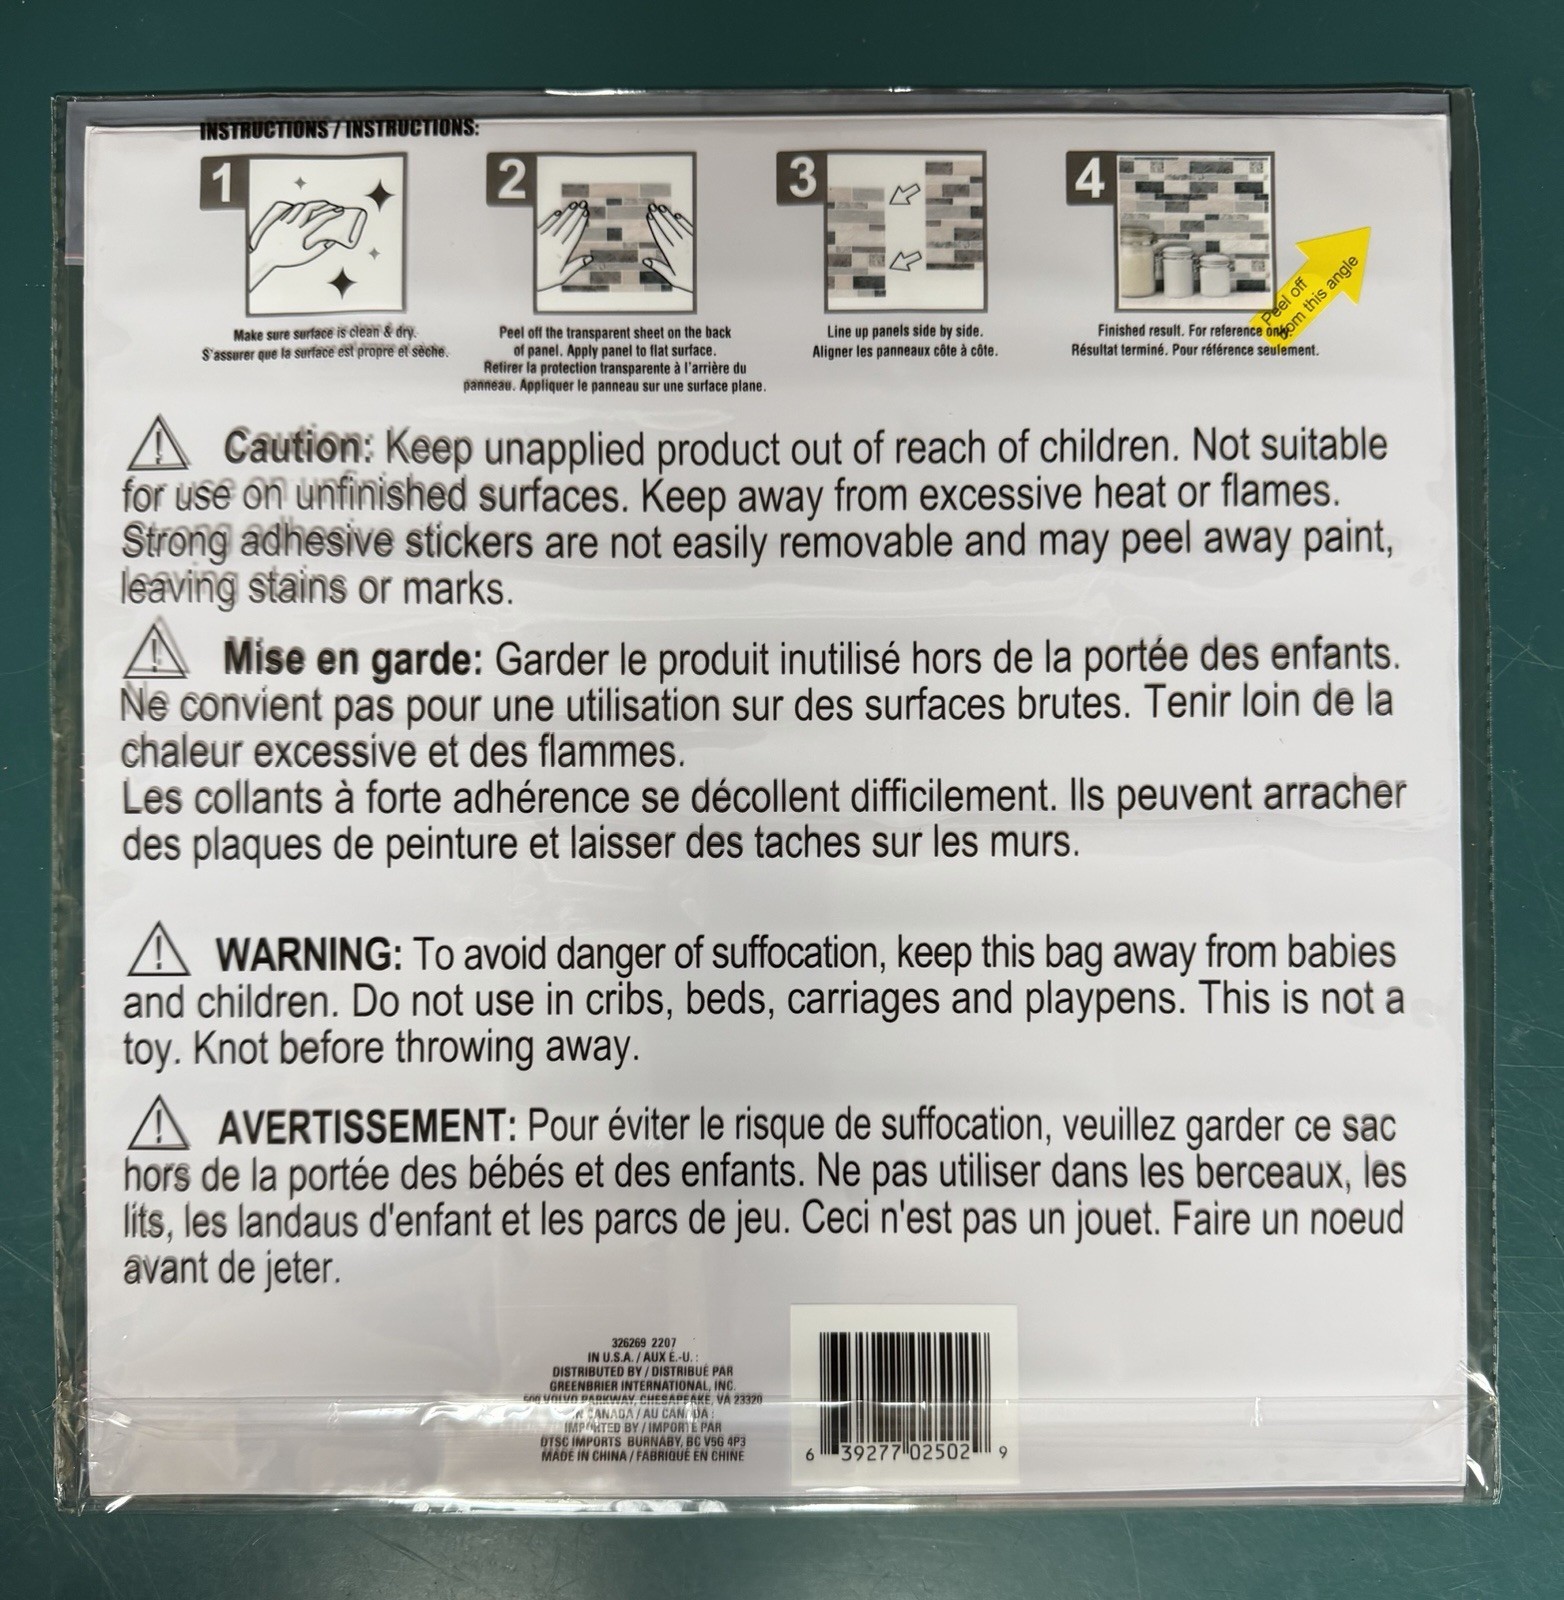 INSTRUCTIONS / INSTRUCTIONS:
1
Make sure surface is clean & dry.
S'assurer que la surface est propre et sèche.
2
Peel off the transparent sheet on the back
of panel. Apply panel to flat surface.
Retirer la protection transparente à l'arrière du
panneau. Appliquer le panneau sur une surface plane.
3
Line up panels side by side.
Aligner les panneaux côte à côte.
4
Finished result. For reference only.
Résultat terminé. Pour référence seulement.
Peel off
from this angle
Caution: Keep unapplied product out of reach of children. Not suitable
for use on unfinished surfaces. Keep away from excessive heat or flames.
Strong adhesive stickers are not easily removable and may peel away paint,
leaving stains or marks.
Mise en garde: Garder le produit inutilisé hors de la portée des enfants.
Ne convient pas pour une utilisation sur des surfaces brutes. Tenir loin de la
chaleur excessive et des flammes.
Les collants à forte adhérence se décollent difficilement. Ils peuvent arracher
des plaques de peinture et laisser des taches sur les murs.
WARNING: To avoid danger of suffocation, keep this bag away from babies
and children. Do not use in cribs, beds, carriages and playpens. This is not a
toy. Knot before throwing away.
AVERTISSEMENT: Pour éviter le risque de suffocation, veuillez garder ce sac
hors de la portée des bébés et des enfants. Ne pas utiliser dans les berceaux, les
lits, les landaus d'enfant et les parcs de jeu. Ceci n'est pas un jouet. Faire un noeud
avant de jeter.
326269 2207
IN U.S.A. / AUX É.-U. :
DISTRIBUTED BY / DISTRIBUÉ PAR
GREENBRIER INTERNATIONAL, INC.
500 VOLVO PARKWAY, CHESAPEAKE, VA 23320
IN CANADA / AU CANADA :
IMPORTED BY / IMPORTÉ PAR
DTSC IMPORTS BURNABY, BC V5G 4P3
MADE IN CHINA / FABRIQUÉ EN CHINE
6 39277 02502 9